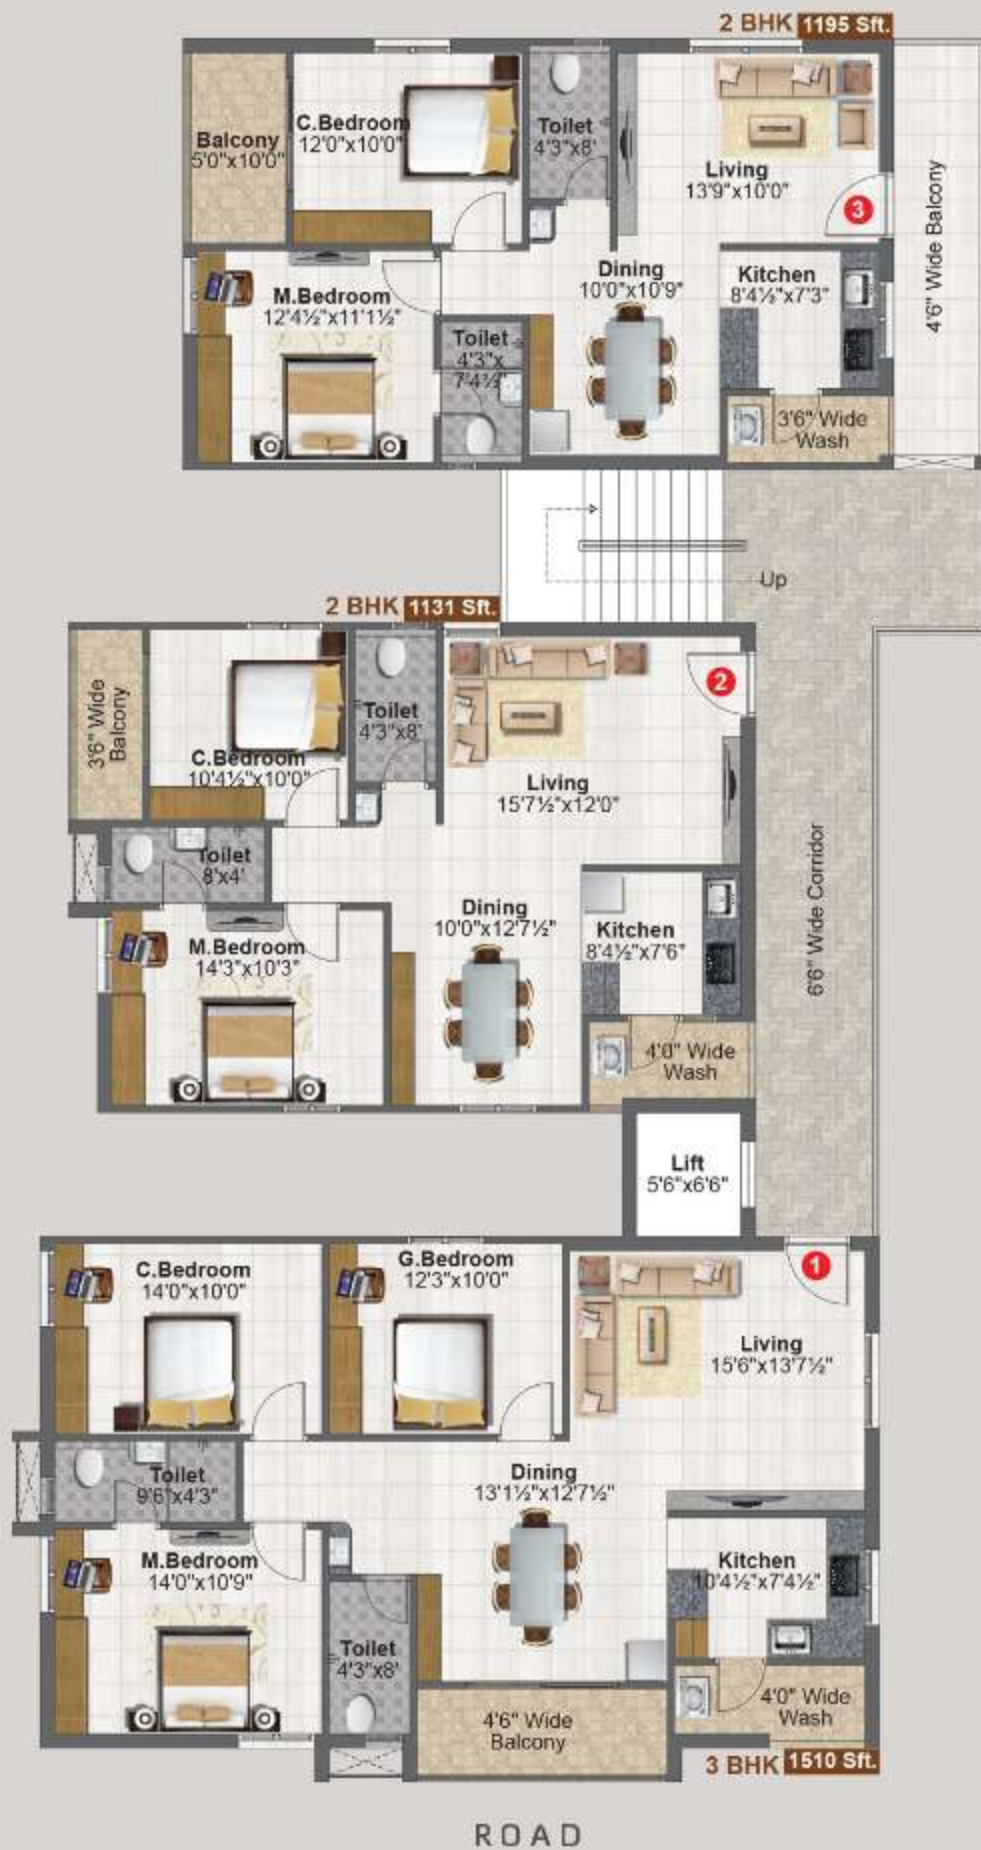 2 BHK 1195 Sft.
Balcony
5'0"x10'0"
C.Bedroom
12'0"x10'0"
Toilet
4'3"x8'
Living
13'9"x10'0"
3
4'6" Wide Balcony
M.Bedroom
12'4½"x11'1½"
Toilet
4'3"x
7'4½"
Dining
10'0"x10'9"
Kitchen
8'4½"x7'3"
3'6" Wide
Wash
Up
2 BHK 1131 Sft.
3'6" Wide
Balcony
C.Bedroom
10'4½"x10'0"
Toilet
4'3"x8'
2
Living
15'7½"x12'0"
Toilet
8'x4'
M.Bedroom
14'3"x10'3"
Dining
10'0"x12'7½"
Kitchen
8'4½"x7'6"
6'6" Wide Corridor
4'0" Wide
Wash
Lift
5'6"x6'6"
C.Bedroom
14'0"x10'0"
G.Bedroom
12'3"x10'0"
1
Living
15'6"x13'7½"
Toilet
9'6"x4'3"
Dining
13'1½"x12'7½"
M.Bedroom
14'0"x10'9"
Kitchen
10'4½"x7'4½"
Toilet
4'3"x8'
4'6" Wide
Balcony
4'0" Wide
Wash
3 BHK 1510 Sft.
ROAD